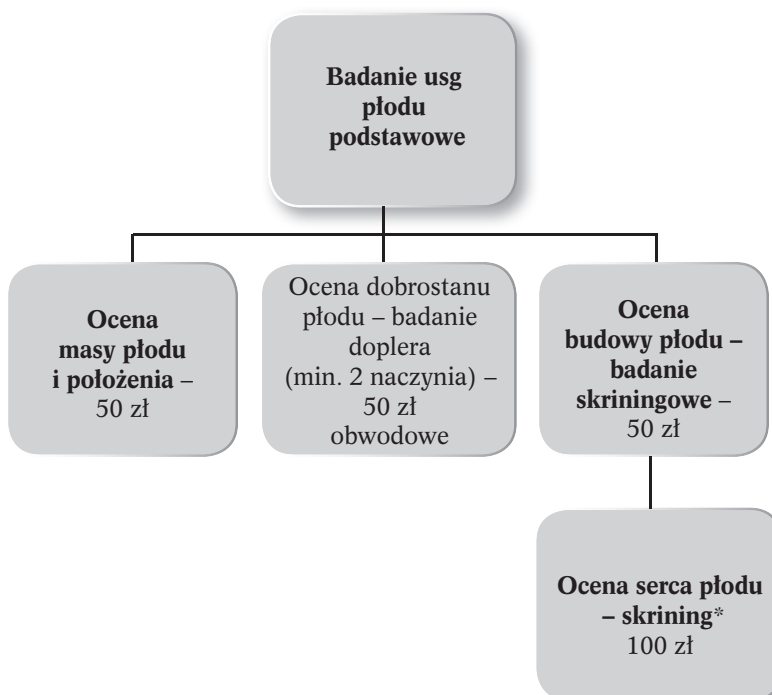 Badanie usg
płodu
podstawowe
Ocena
masy płodu
i położenia –
50 zł
Ocena dobrostanu
płodu – badanie
doplera
(min. 2 naczynia) –
50 zł
obwodowe
Ocena
budowy płodu –
badanie
skriningowe –
50 zł
Ocena serca płodu
– skrining*
100 zł